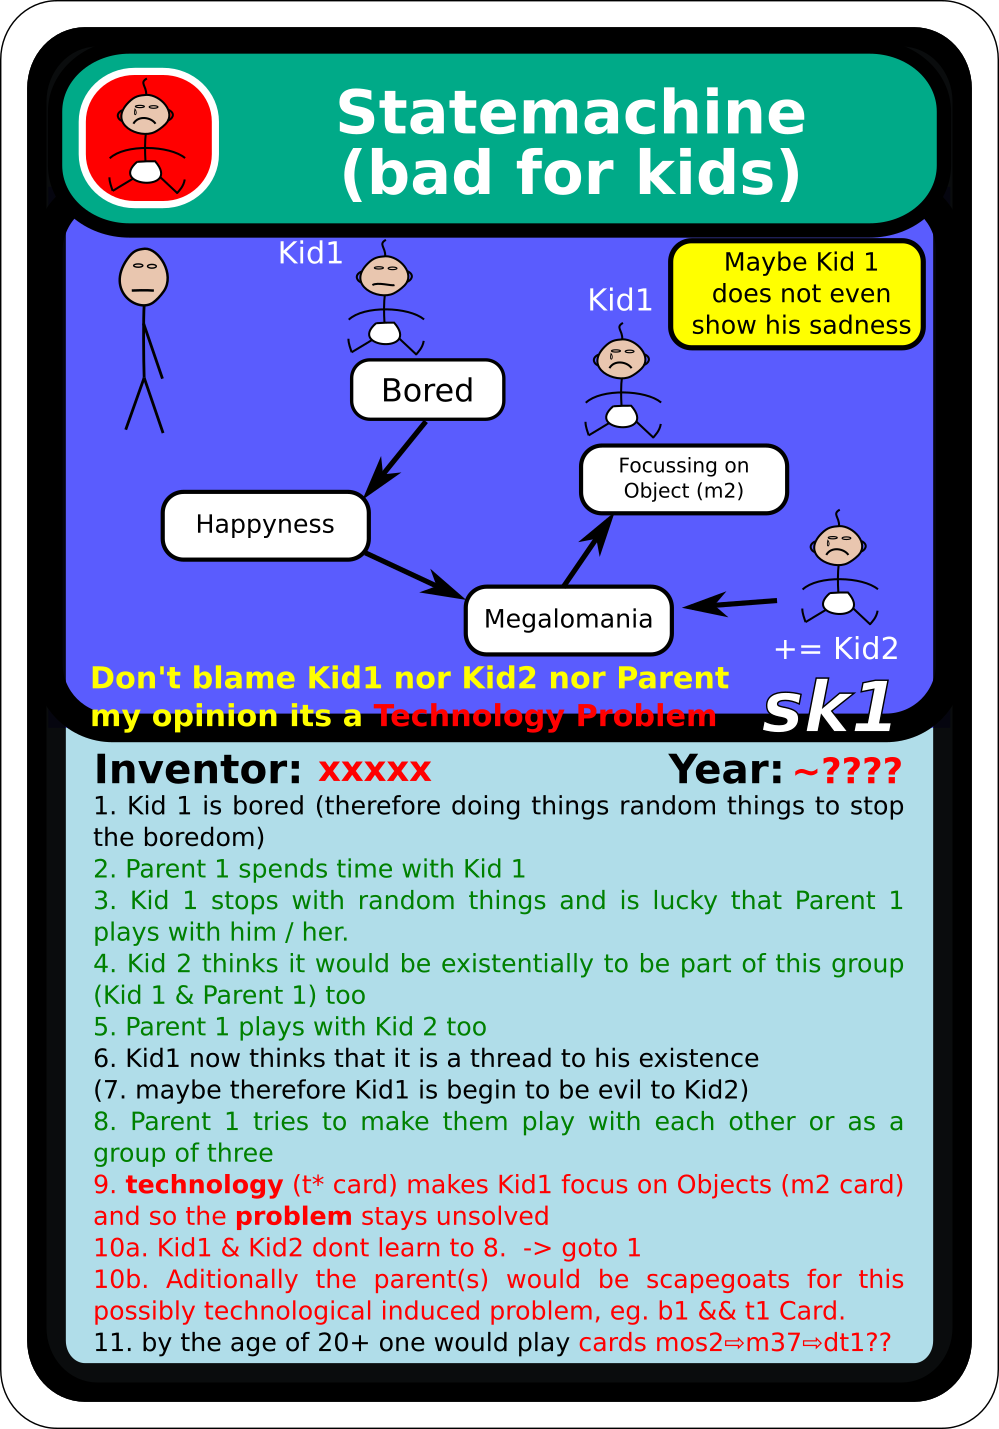 Statemachine
(bad for kids)
Kid1
Kid1
Maybe Kid 1
does not even
show his sadness
Bored
Focussing on
Object (m2)
Happyness
Megalomania
+= Kid2
Don't blame Kid1 nor Kid2 nor Parent
my opinion its a Technology Problem
sk1
Inventor: xxxxx Year: ~????
1. Kid 1 is bored (therefore doing things random things to stop
the boredom)
2. Parent 1 spends time with Kid 1
3. Kid 1 stops with random things and is lucky that Parent 1
plays with him / her.
4. Kid 2 thinks it would be existentially to be part of this group
(Kid 1 & Parent 1) too
5. Parent 1 plays with Kid 2 too
6. Kid1 now thinks that it is a thread to his existence
(7. maybe therefore Kid1 is begin to be evil to Kid2)
8. Parent 1 tries to make them play with each other or as a
group of three
9. technology (t* card) makes Kid1 focus on Objects (m2 card)
and so the problem stays unsolved
10a. Kid1 & Kid2 dont learn to 8.  -> goto 1
10b. Aditionally the parent(s) would be scapegoats for this
possibly technological induced problem, eg. b1 && t1 Card.
11. by the age of 20+ one would play cards mos2⇨m37⇨dt1??